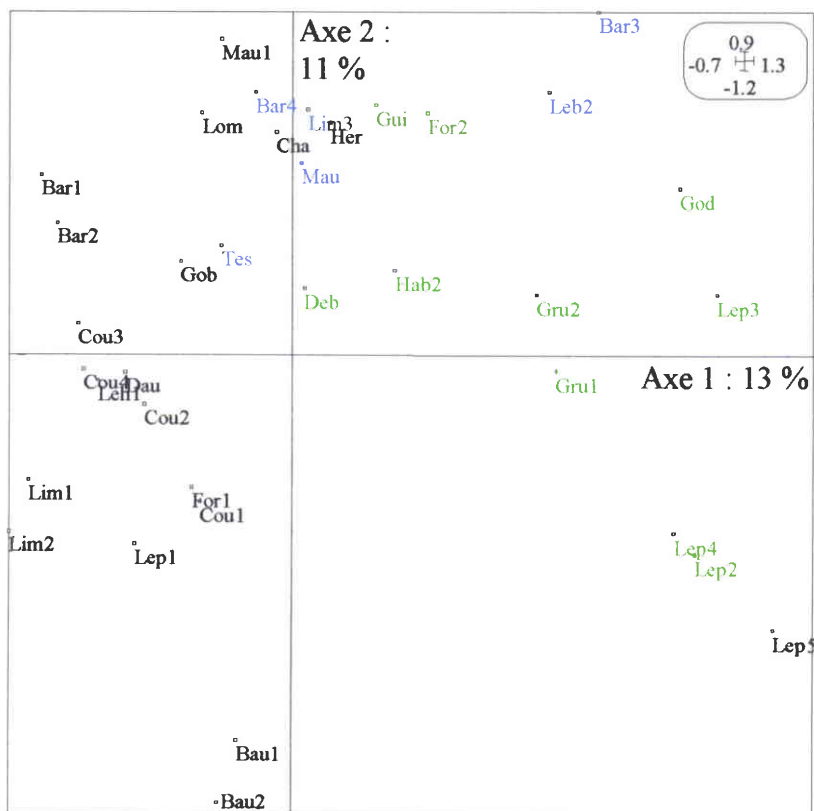 Axe 2 :
11 %
0.9
-0.7 1.3
-1.2
Bar3
Mau1
Bar4
Leb2
Lom
Lim3
Her
Gui
For2
Cha
Mau
Bar1
God
Bar2
Tes
Gob
Hab2
Deb
Gru2
Lep3
Cou3
Cou4
Dau
Gru1
Axe 1 : 13 %
Cou2
Lim1
For1
Cou1
Lim2
Lep1
Lep4
Lep2
Lep5
Bau1
Bau2